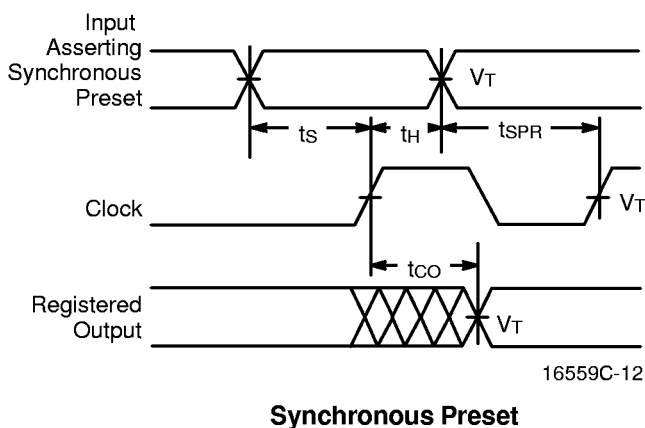 Input
Asserting
Synchronous
Preset
VT
tS
tH
tSPR
Clock
VT
tCO
Registered
Output
VT
16559C-12
Synchronous Preset